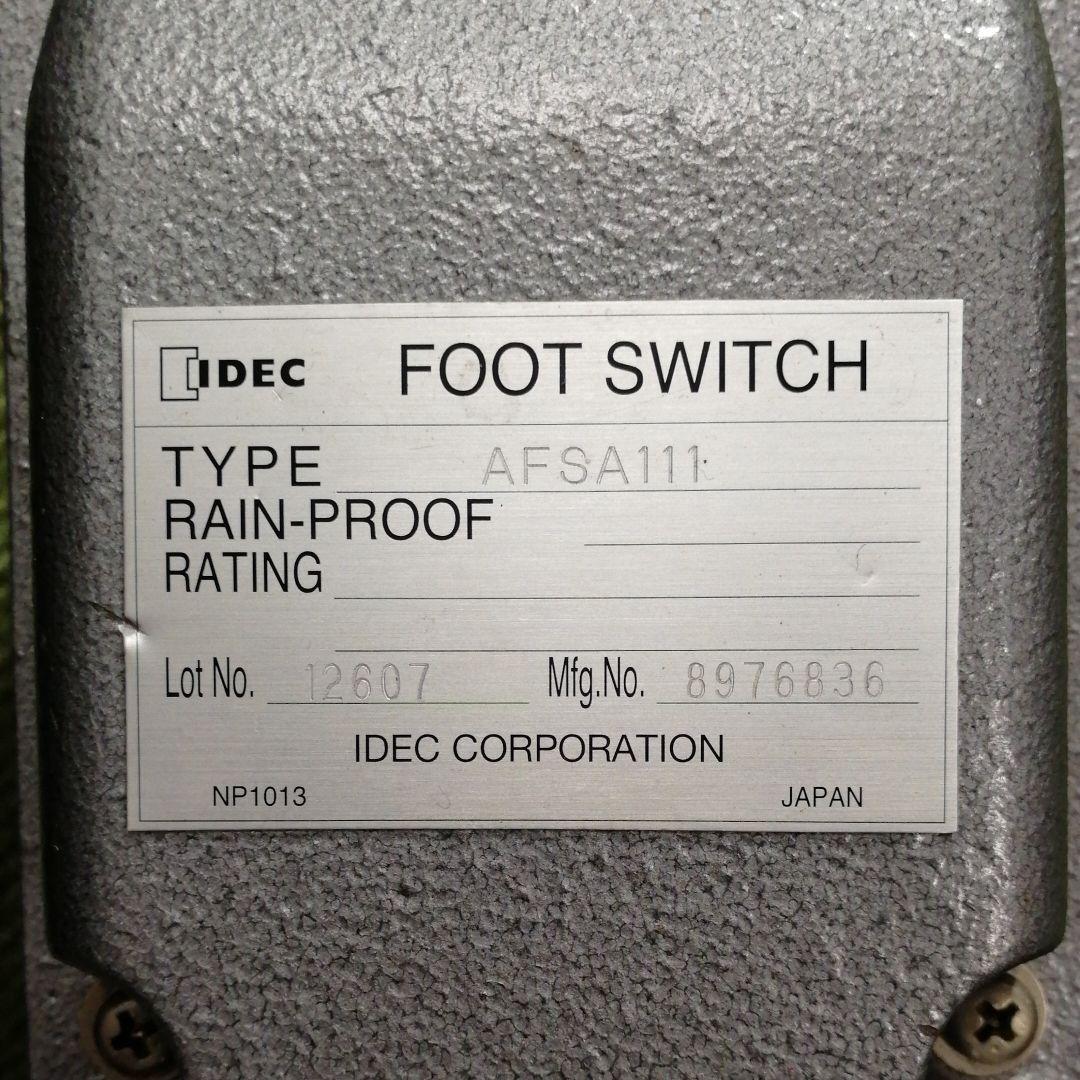 IDEC FOOT SWITCH
TYPE AFSA111
RAIN-PROOF
RATING
Lot No. 12607 Mfg.No. 8976836
IDEC CORPORATION
NP1013 JAPAN